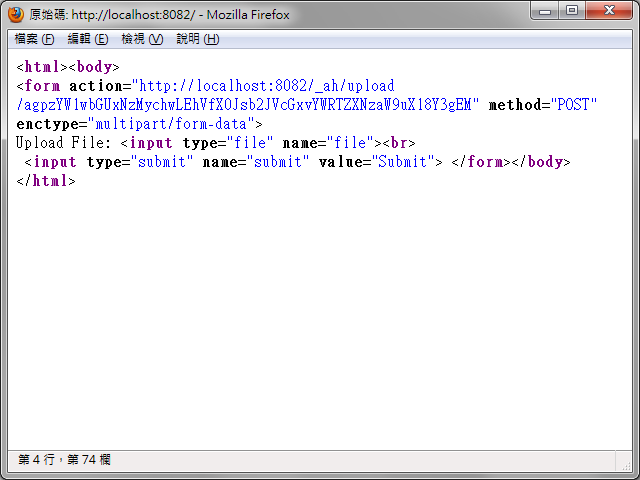 原始碼: http://localhost:8082/ - Mozilla Firefox
檔案 (F) 編輯 (E) 檢視 (V) 說明 (H)
<html><body>
<form action="http://localhost:8082/_ah/upload
/agpzYW1wbGUxNzMychwLEhVfX0Jsb2JVcGxvYWRTZXNzaW9uX18Y3gEM" method="POST"
enctype="multipart/form-data">
Upload File: <input type="file" name="file"><br>
<input type="submit" name="submit" value="Submit"> </form></body>
</html>
第 4 行，第 74 欄